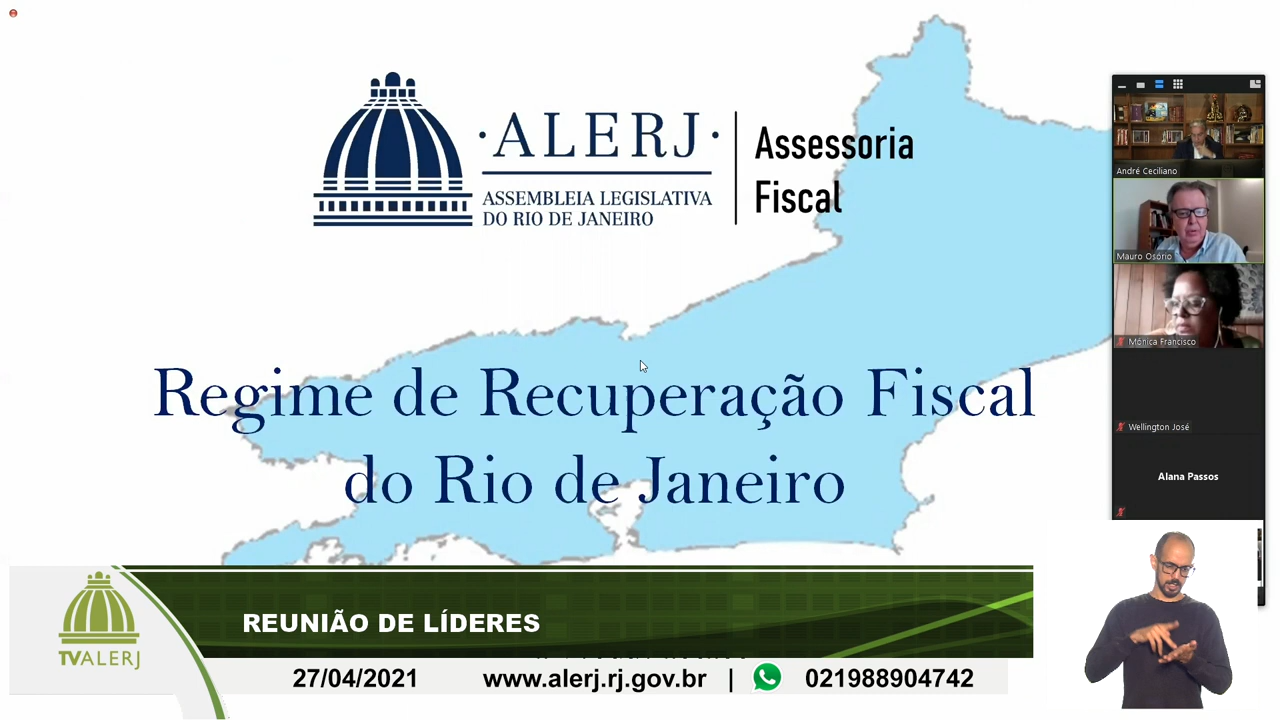 ·ALERJ·
ASSEMBLEIA LEGISLATIVA
DO RIO DE JANEIRO
Assessoria
Fiscal
Regime de Recuperação Fiscal
do Rio de Janeiro
André Ceciliano
Mauro Osório
Mônica Francisco
Wellington José
Alana Passos
TVALERJ
REUNIÃO DE LÍDERES
27/04/2021 www.alerj.rj.gov.br | 021988904742